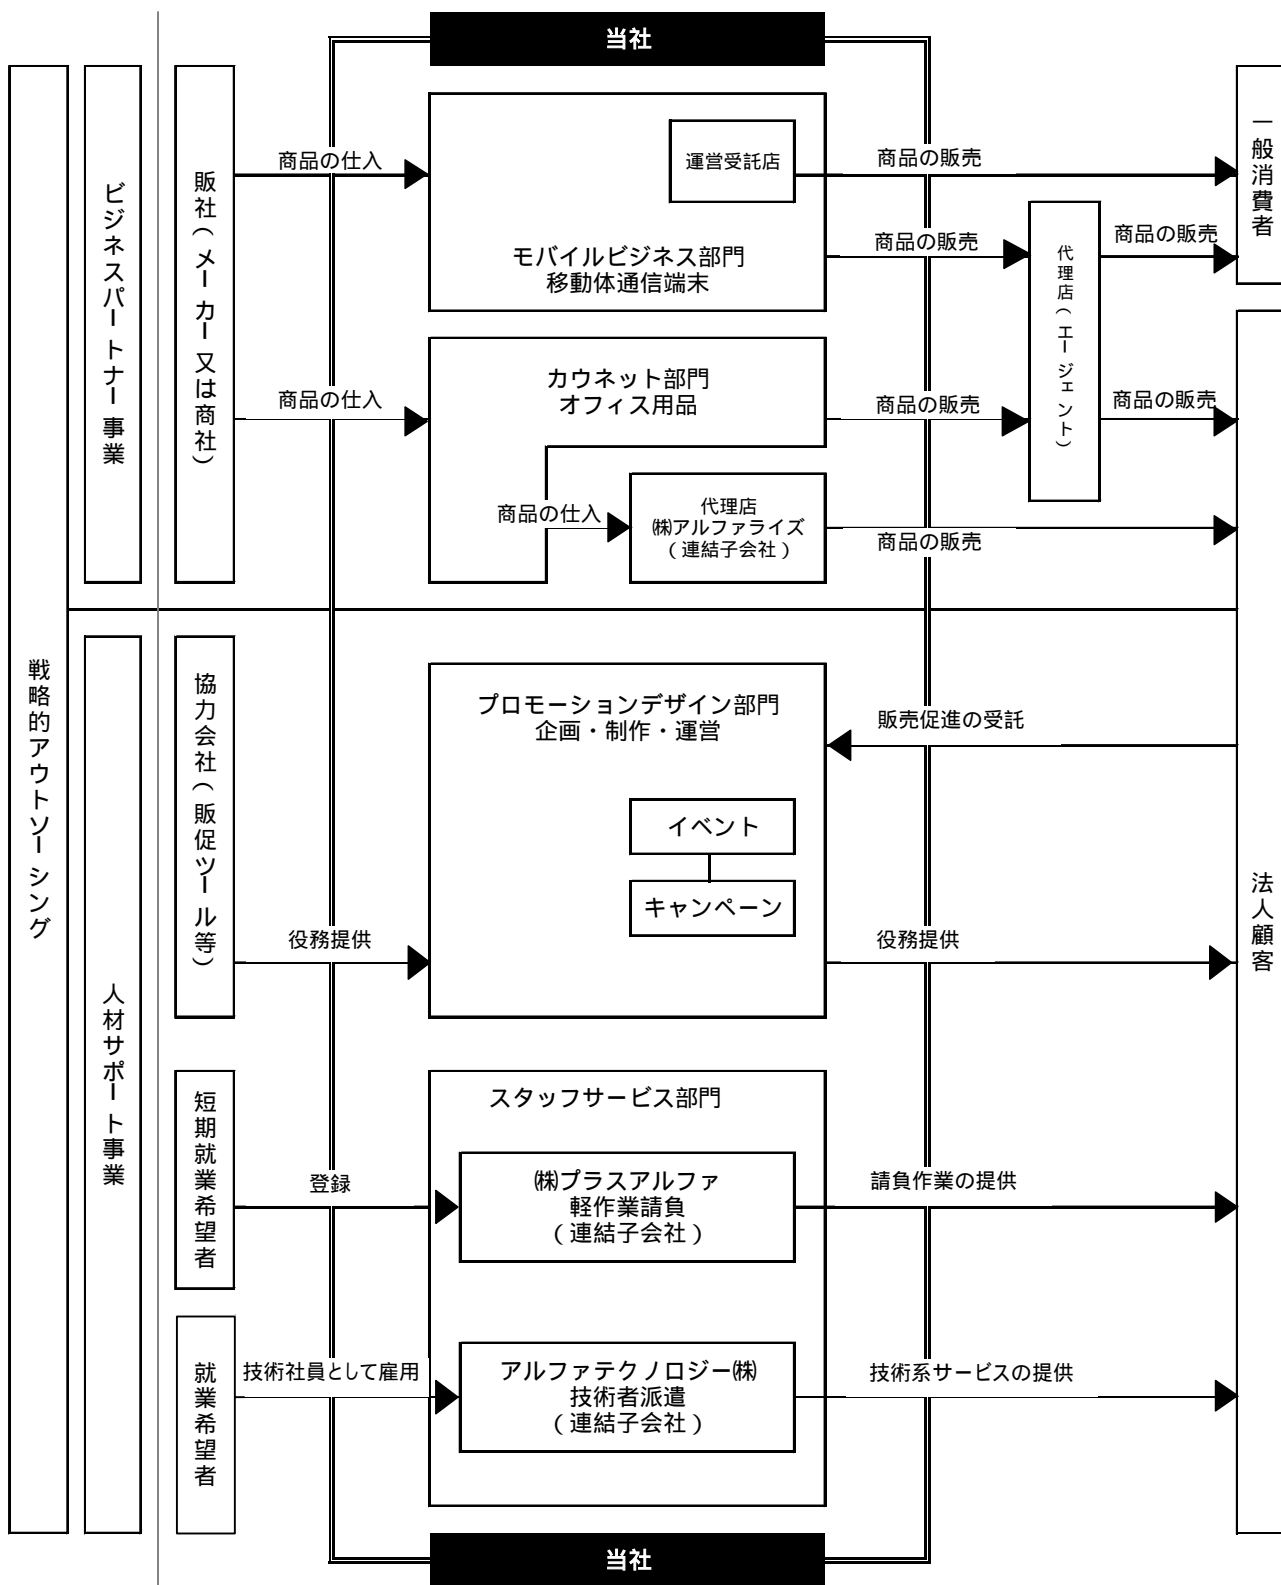 当社
戦略的アウトソーシング
ビジネスパートナー事業
販社(メーカー又は商社)
商品の仕入
運営受託店
モバイルビジネス部門
移動体通信端末
商品の販売
商品の販売
代理店(エージェント)
商品の販売
一般消費者
商品の仕入
カウネット部門
オフィス用品
商品の販売
商品の販売
商品の仕入
代理店
㈱アルファライズ
(連結子会社)
商品の販売
法人顧客
人材サポート事業
協力会社(販促ツール等)
プロモーションデザイン部門
企画・制作・運営
販売促進の受託
イベント
キャンペーン
役務提供
役務提供
短期就業希望者
スタッフサービス部門
登録
㈱プラスアルファ
軽作業請負
(連結子会社)
請負作業の提供
就業希望者
技術社員として雇用
アルファテクノロジー㈱
技術者派遣
(連結子会社)
技術系サービスの提供
当社